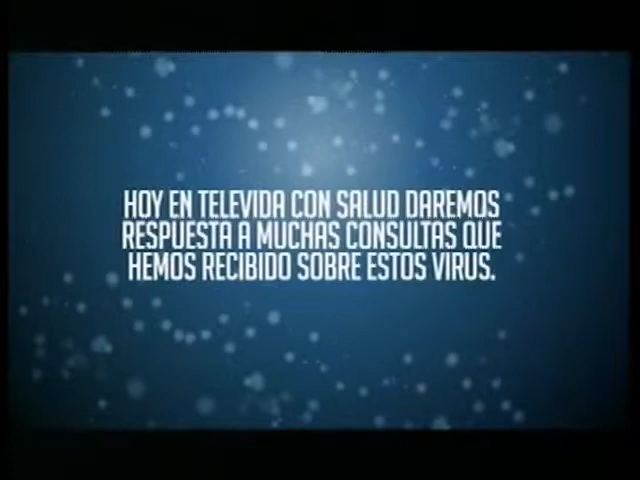 HOY EN TELEVIDA CON SALUD DAREMOS
RESPUESTA A MUCHAS CONSULTAS QUE
HEMOS RECIBIDO SOBRE ESTOS VIRUS.